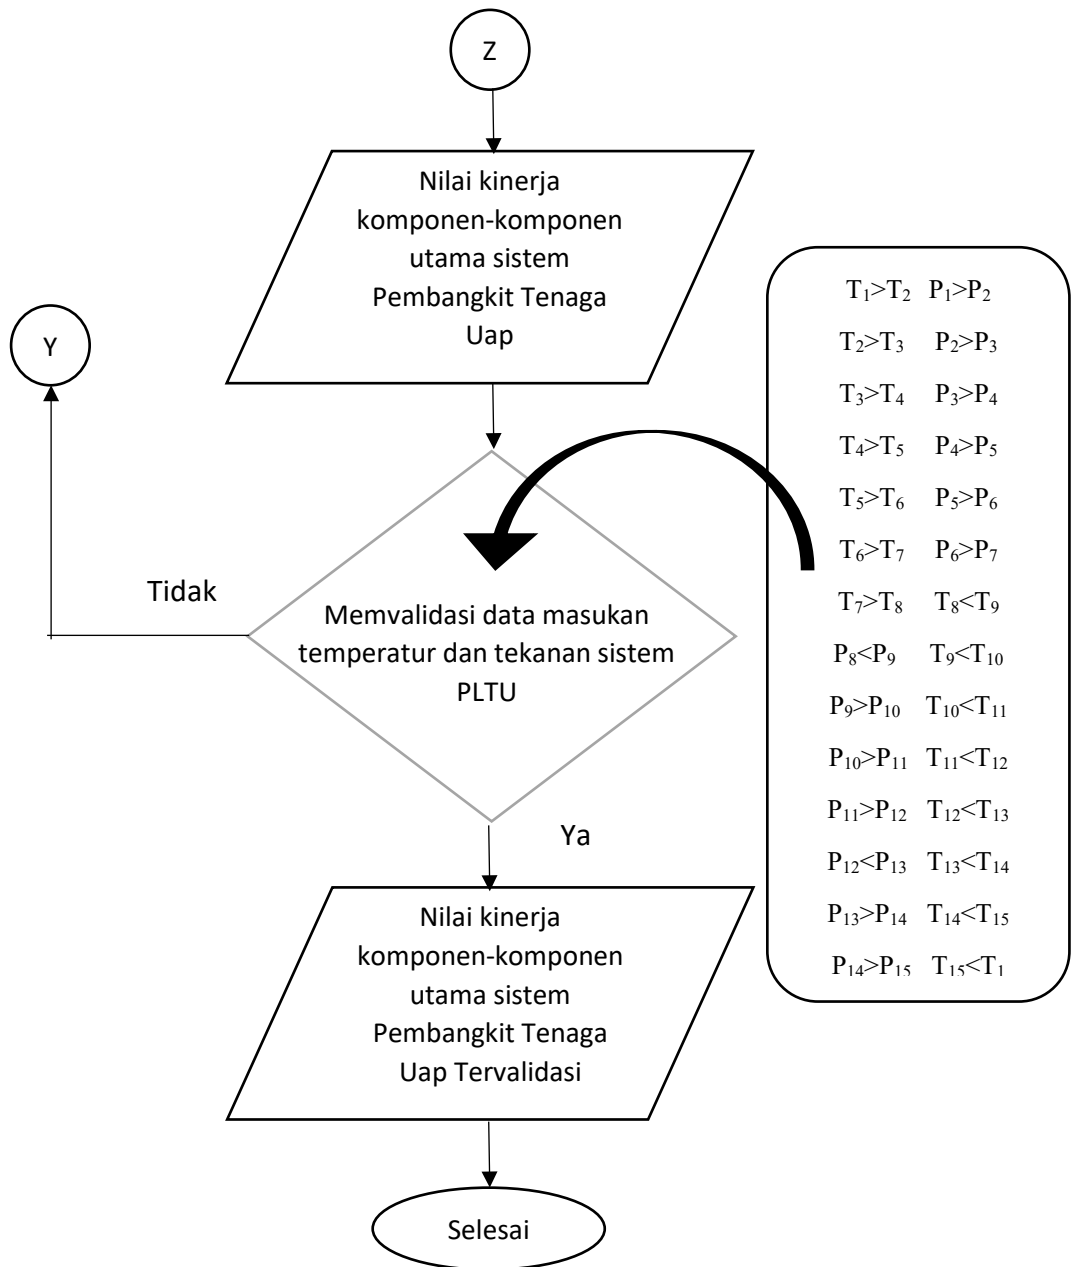 Z
Nilai kinerja
komponen-komponen
utama sistem
Pembangkit Tenaga
Uap
Y
T₁>T₂ P₁>P₂
T₂>T₃ P₂>P₃
T₃>T₄ P₃>P₄
T₄>T₅ P₄>P₅
T₅>T₆ P₅>P₆
T₆>T₇ P₆>P₇
T₇>T₈ T₈<T₉
P₈<P₉ T₉<T₁₀
P₉>P₁₀ T₁₀<T₁₁
P₁₀>P₁₁ T₁₁<T₁₂
P₁₁>P₁₂ T₁₂<T₁₃
P₁₂<P₁₃ T₁₃<T₁₄
P₁₃>P₁₄ T₁₄<T₁₅
P₁₄>P₁₅ T₁₅<T₁
Tidak
Memvalidasi data masukan
temperatur dan tekanan sistem
PLTU
Ya
Nilai kinerja
komponen-komponen
utama sistem
Pembangkit Tenaga
Uap Tervalidasi
Selesai